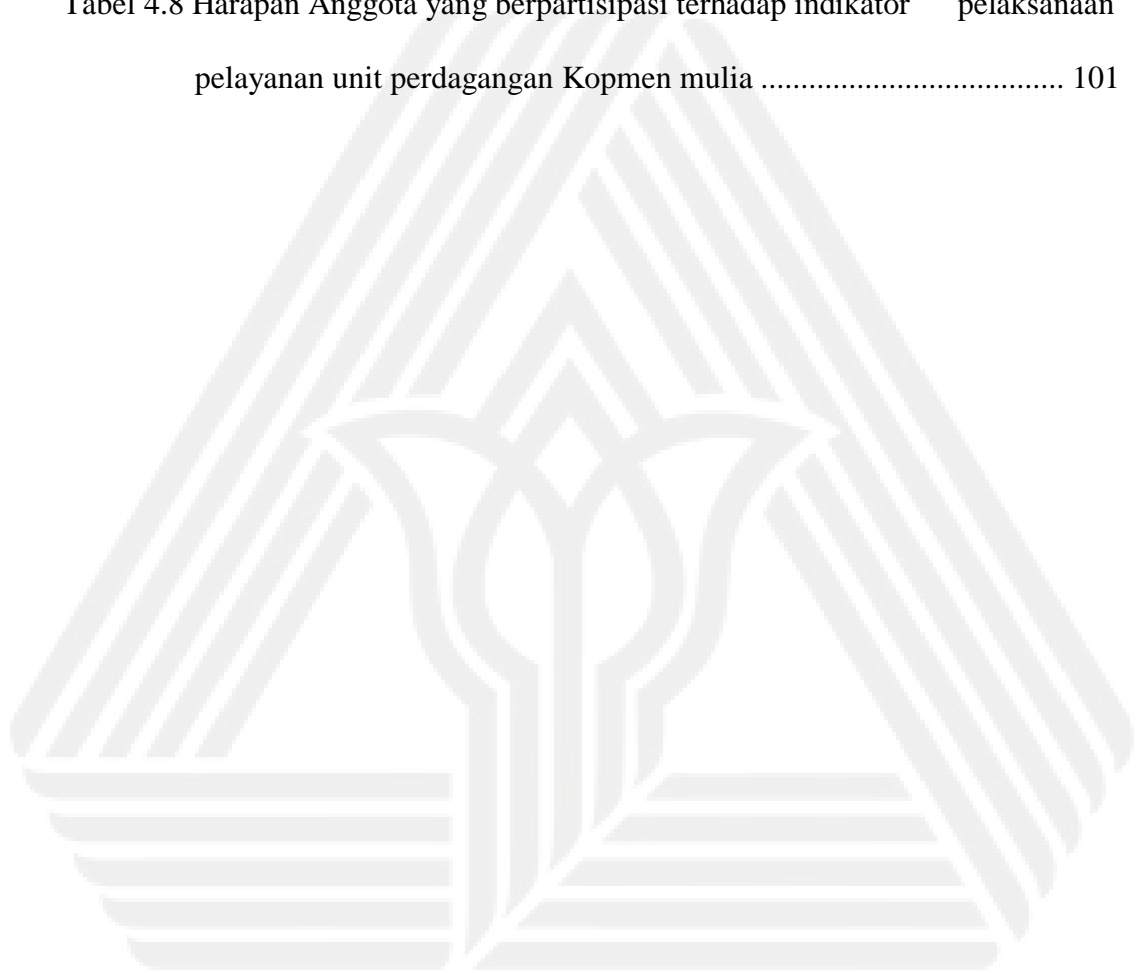 Tabel 4.8 Harapan Anggota yang berpartisipasi terhadap indikator pelaksanaan
pelayanan unit perdagangan Kopmen mulia ...................................... 101